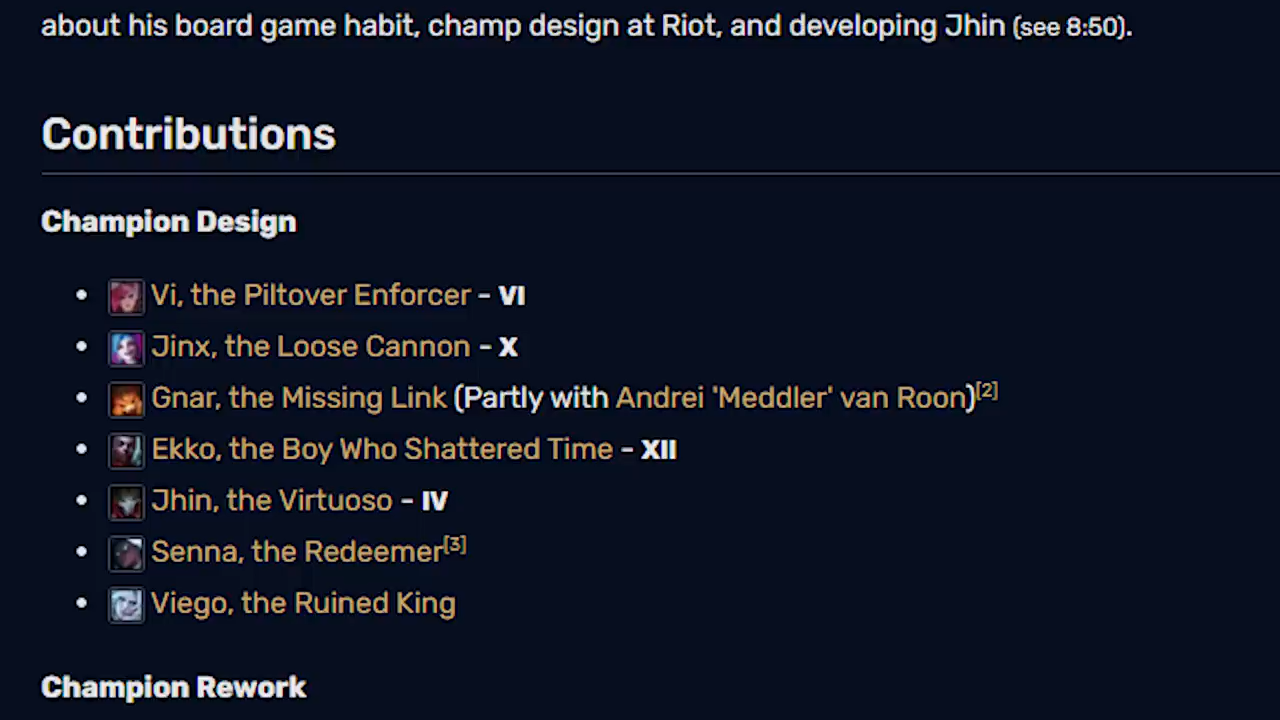 about his board game habit, champ design at Riot, and developing Jhin (see 8:50).
Contributions
Champion Design
• Vi, the Piltover Enforcer - VI
• Jinx, the Loose Cannon - X
• Gnar, the Missing Link (Partly with Andrei 'Meddler' van Roon)[2]
• Ekko, the Boy Who Shattered Time - XII
• Jhin, the Virtuoso - IV
• Senna, the Redeemer[3]
• Viego, the Ruined King
Champion Rework